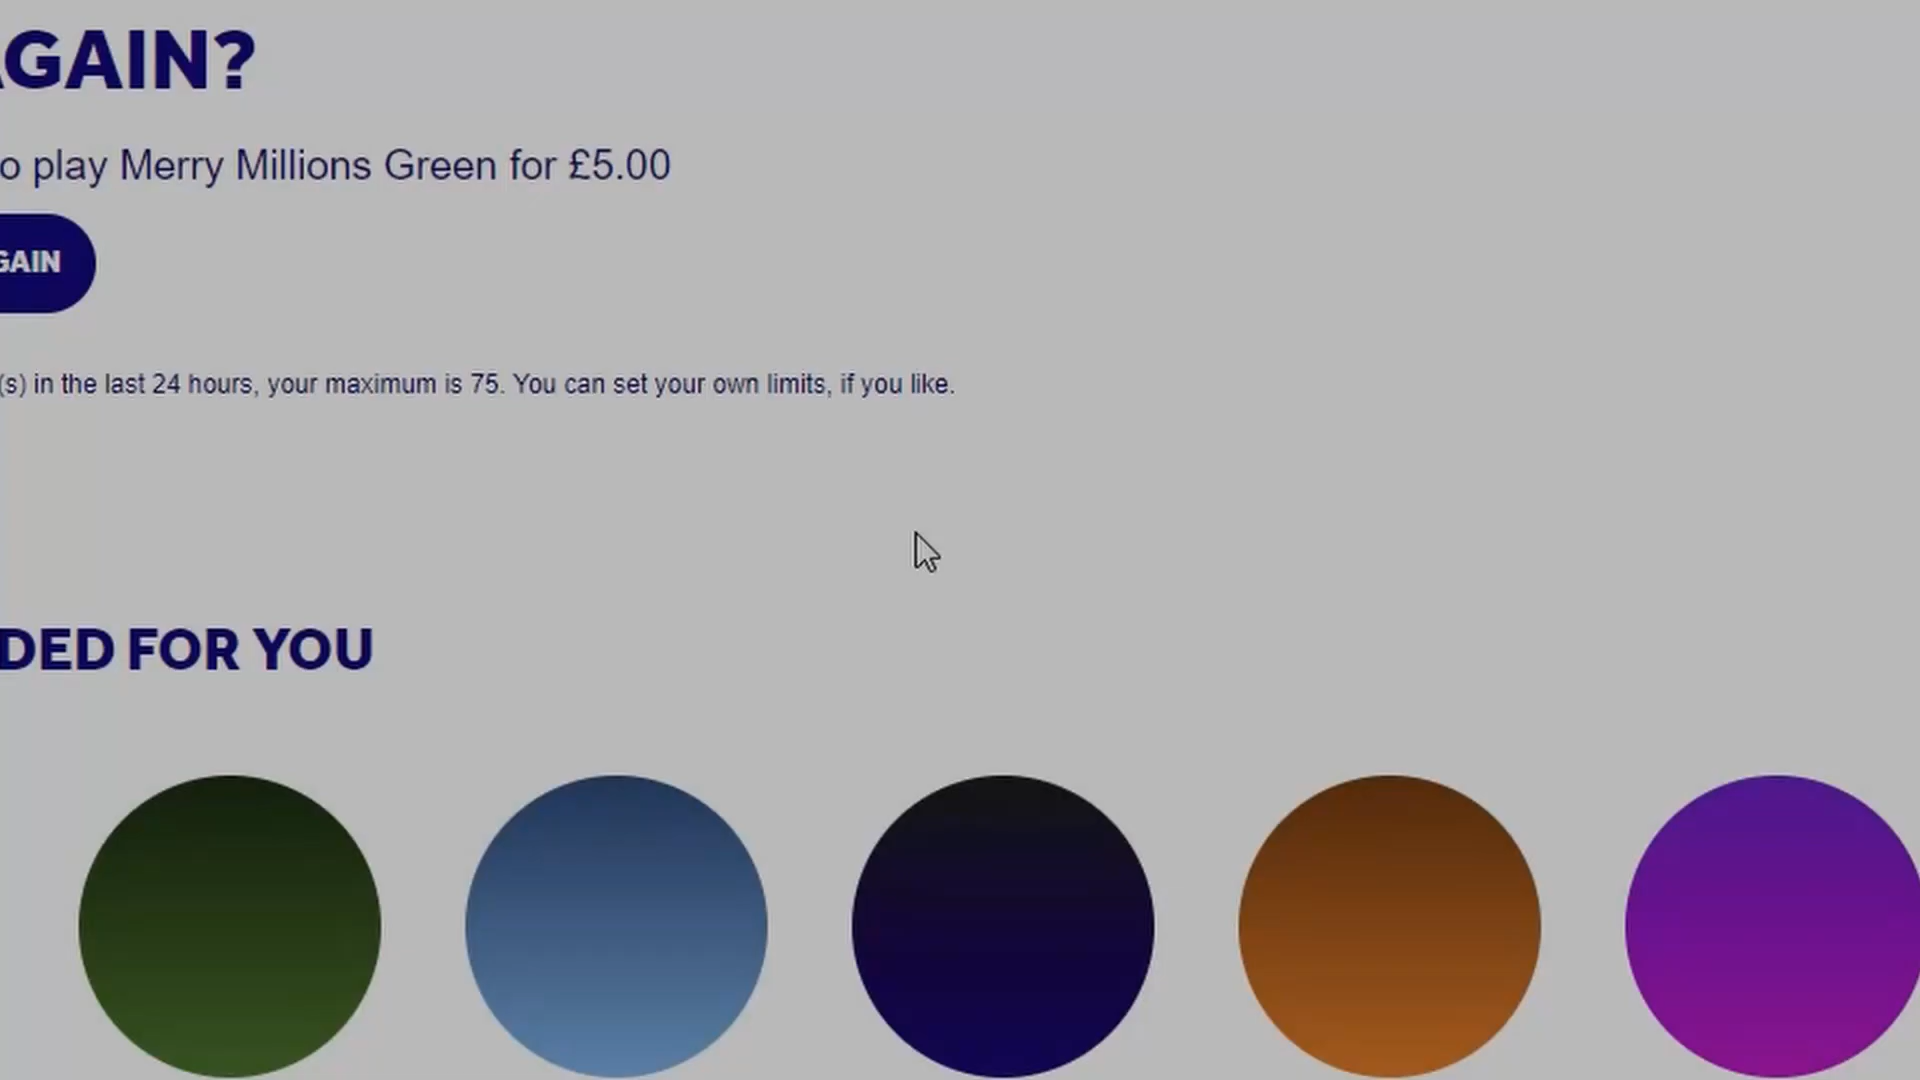 AGAIN?
o play Merry Millions Green for £5.00
GAIN
(s) in the last 24 hours, your maximum is 75. You can set your own limits, if you like.
DED FOR YOU